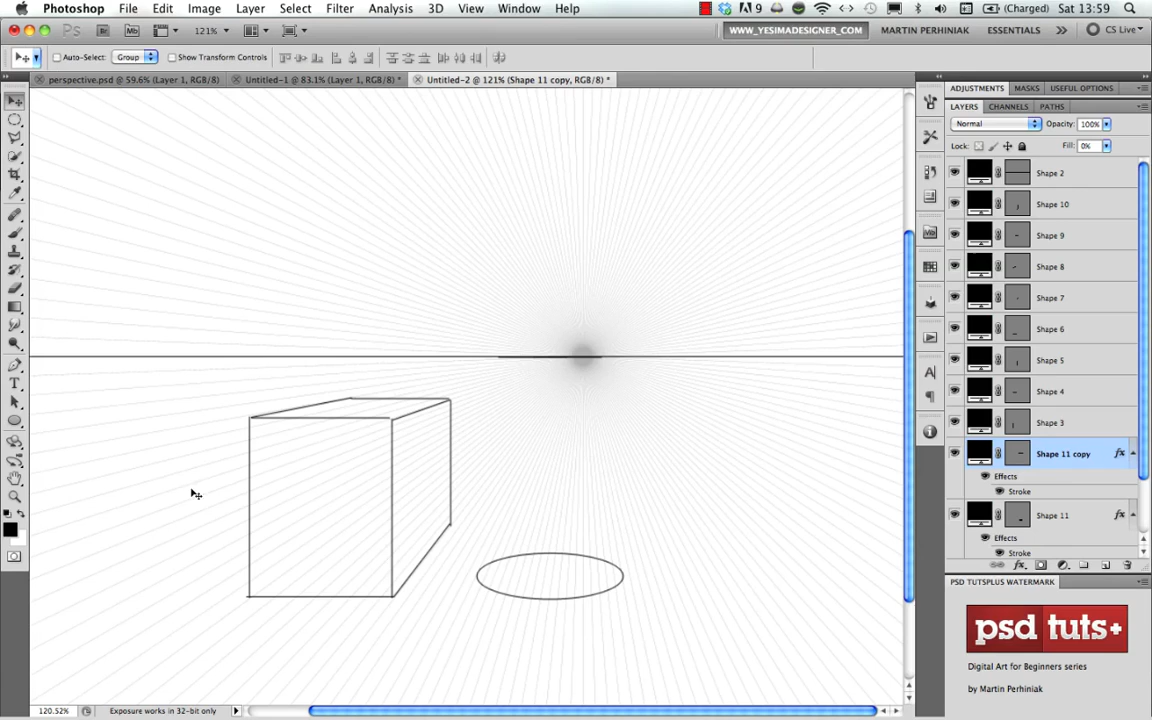 Photoshop File Edit Image Layer Select Filter Analysis 3D View Window Help 9 (Charged) Sat 13:59
Ps Br Mb 121% WWW_YESIMADESIGNER_COM MARTIN PERHINIAK ESSENTIALS CS Live
Auto-Select: Group Show Transform Controls
perspective.psd @ 59.6% (Layer 1, RGB/8) Untitled-1 @ 83.1% (Layer 1, RGB/8) * Untitled-2 @ 121% (Shape 11 copy, RGB/8) *
ADJUSTMENTS MASKS USEFUL OPTIONS
LAYERS CHANNELS PATHS
Normal Opacity: 100%
Lock: Fill: 0%
Shape 2
Shape 10
Shape 9
Shape 8
Shape 7
Shape 6
Shape 5
Shape 4
Shape 3
Shape 11 copy fx
Effects
Stroke
Shape 11 fx
Effects
Stroke
PSD TUTSPLUS WATERMARK
psd tuts+
Digital Art for Beginners series
by Martin Perhiniak
120.52% Exposure works in 32-bit only